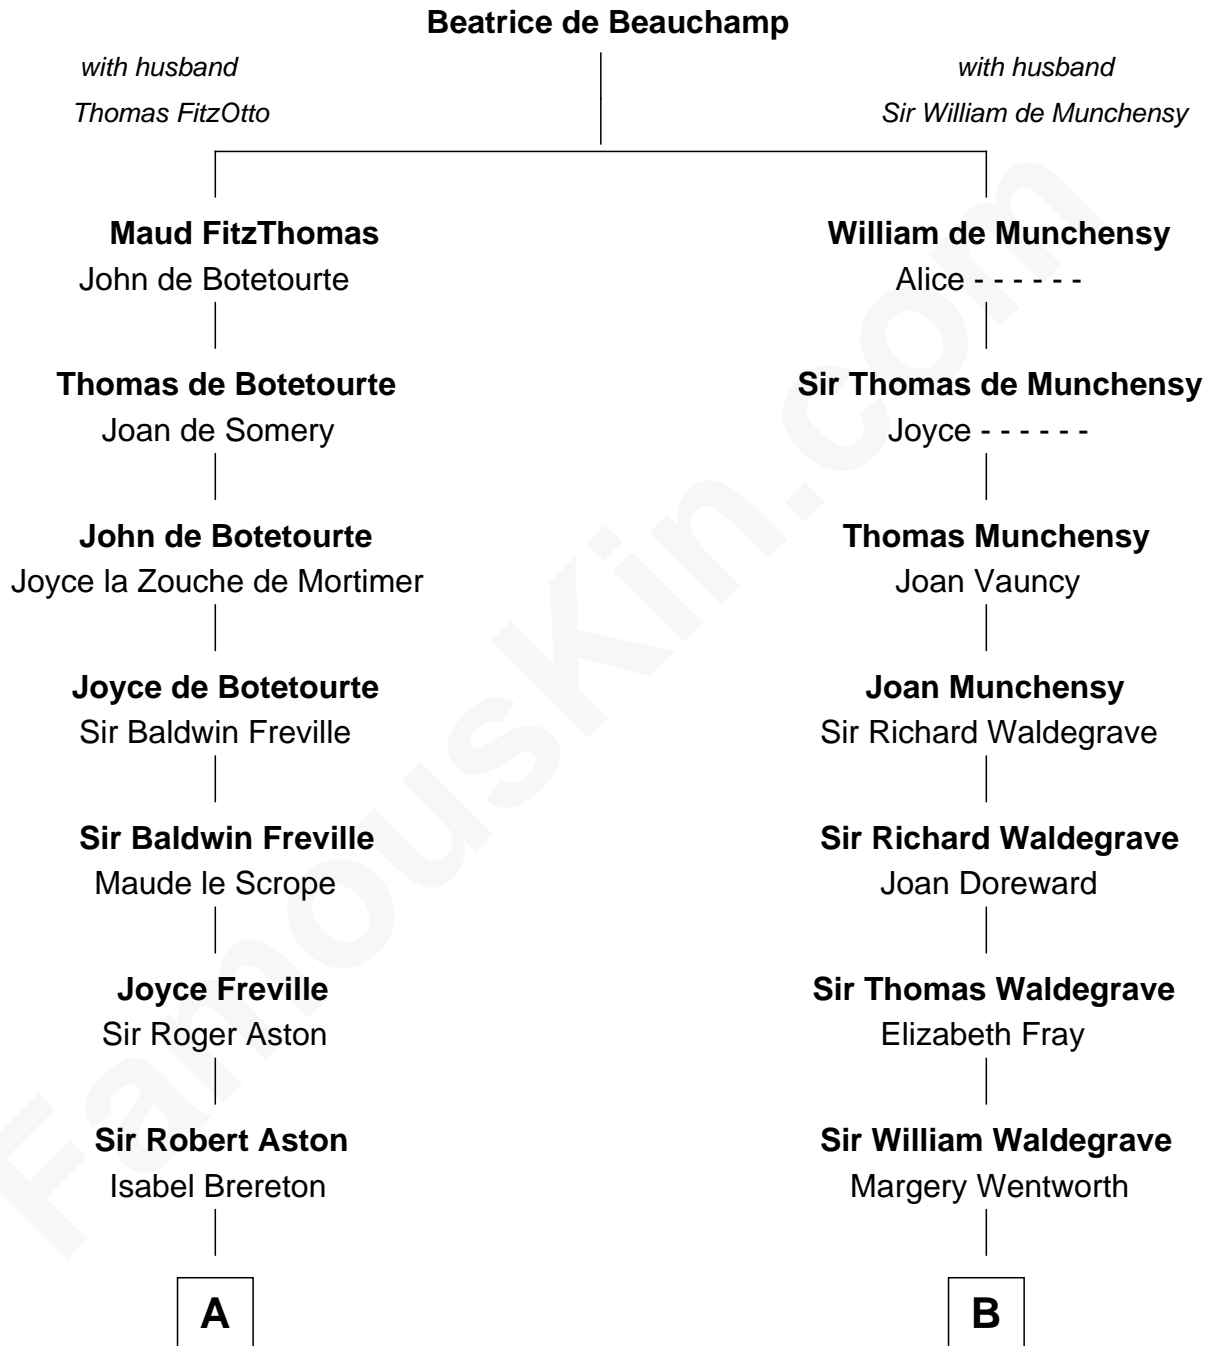 Beatrice de Beauchamp
with husband
Thomas FitzOtto
with husband
Sir William de Munchensy
Maud FitzThomas
John de Botetourte
William de Munchensy
Alice - - - - - -
Thomas de Botetourte
Joan de Somery
Sir Thomas de Munchensy
Joyce - - - - - -
John de Botetourte
Joyce la Zouche de Mortimer
Thomas Munchensy
Joan Vauncy
Joyce de Botetourte
Sir Baldwin Freville
Joan Munchensy
Sir Richard Waldegrave
Sir Baldwin Freville
Maude le Scrope
Sir Richard Waldegrave
Joan Doreward
Joyce Freville
Sir Roger Aston
Sir Thomas Waldegrave
Elizabeth Fray
Sir Robert Aston
Isabel Brereton
Sir William Waldegrave
Margery Wentworth
A
B
FamousKin.com